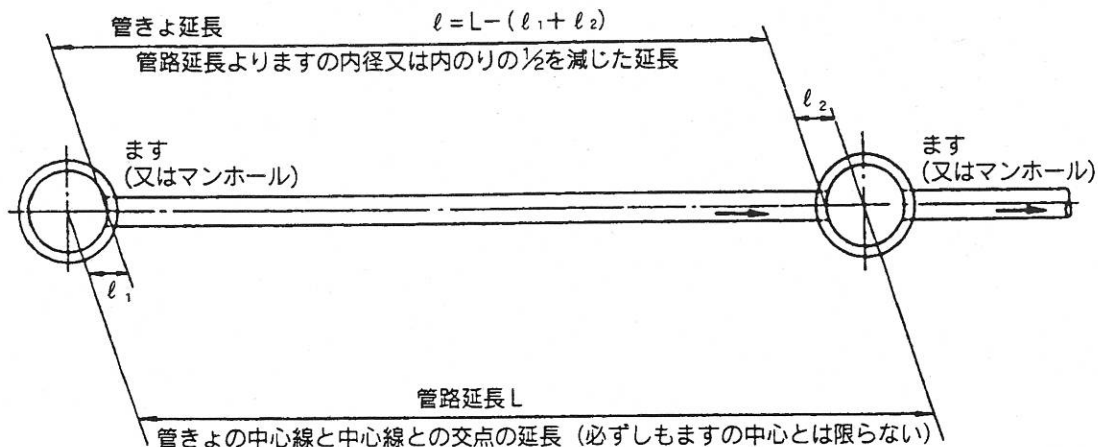 管きょ延長 ℓ=L−(ℓ₁+ℓ₂)
管路延長よりますの内径又は内のりの½を減じた延長
ℓ₂
ます
(又はマンホール)
ます
(又はマンホール)
ℓ₁
管路延長L
管きょの中心線と中心線との交点の延長(必ずしもますの中心とは限らない)